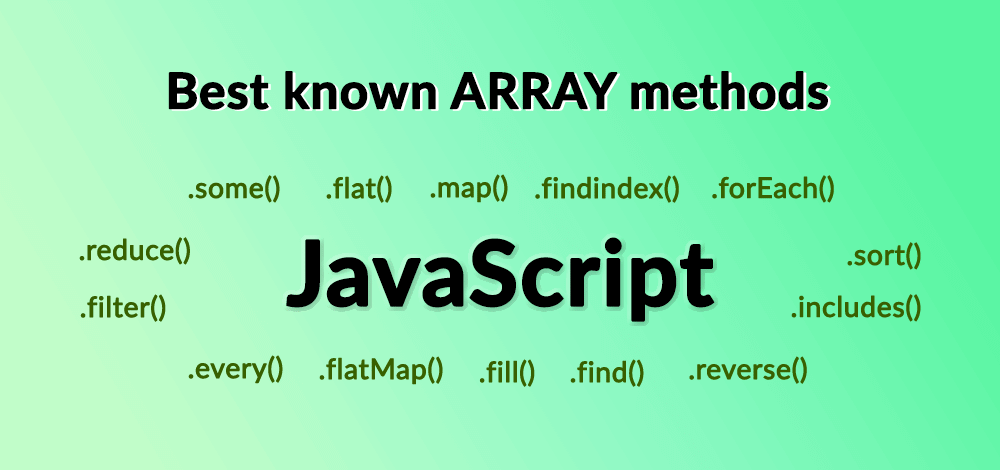 Best known ARRAY methods
.some() .flat() .map() .findindex() .forEach()
.reduce() JavaScript .sort()
.filter() .includes()
.every() .flatMap() .fill() .find() .reverse()